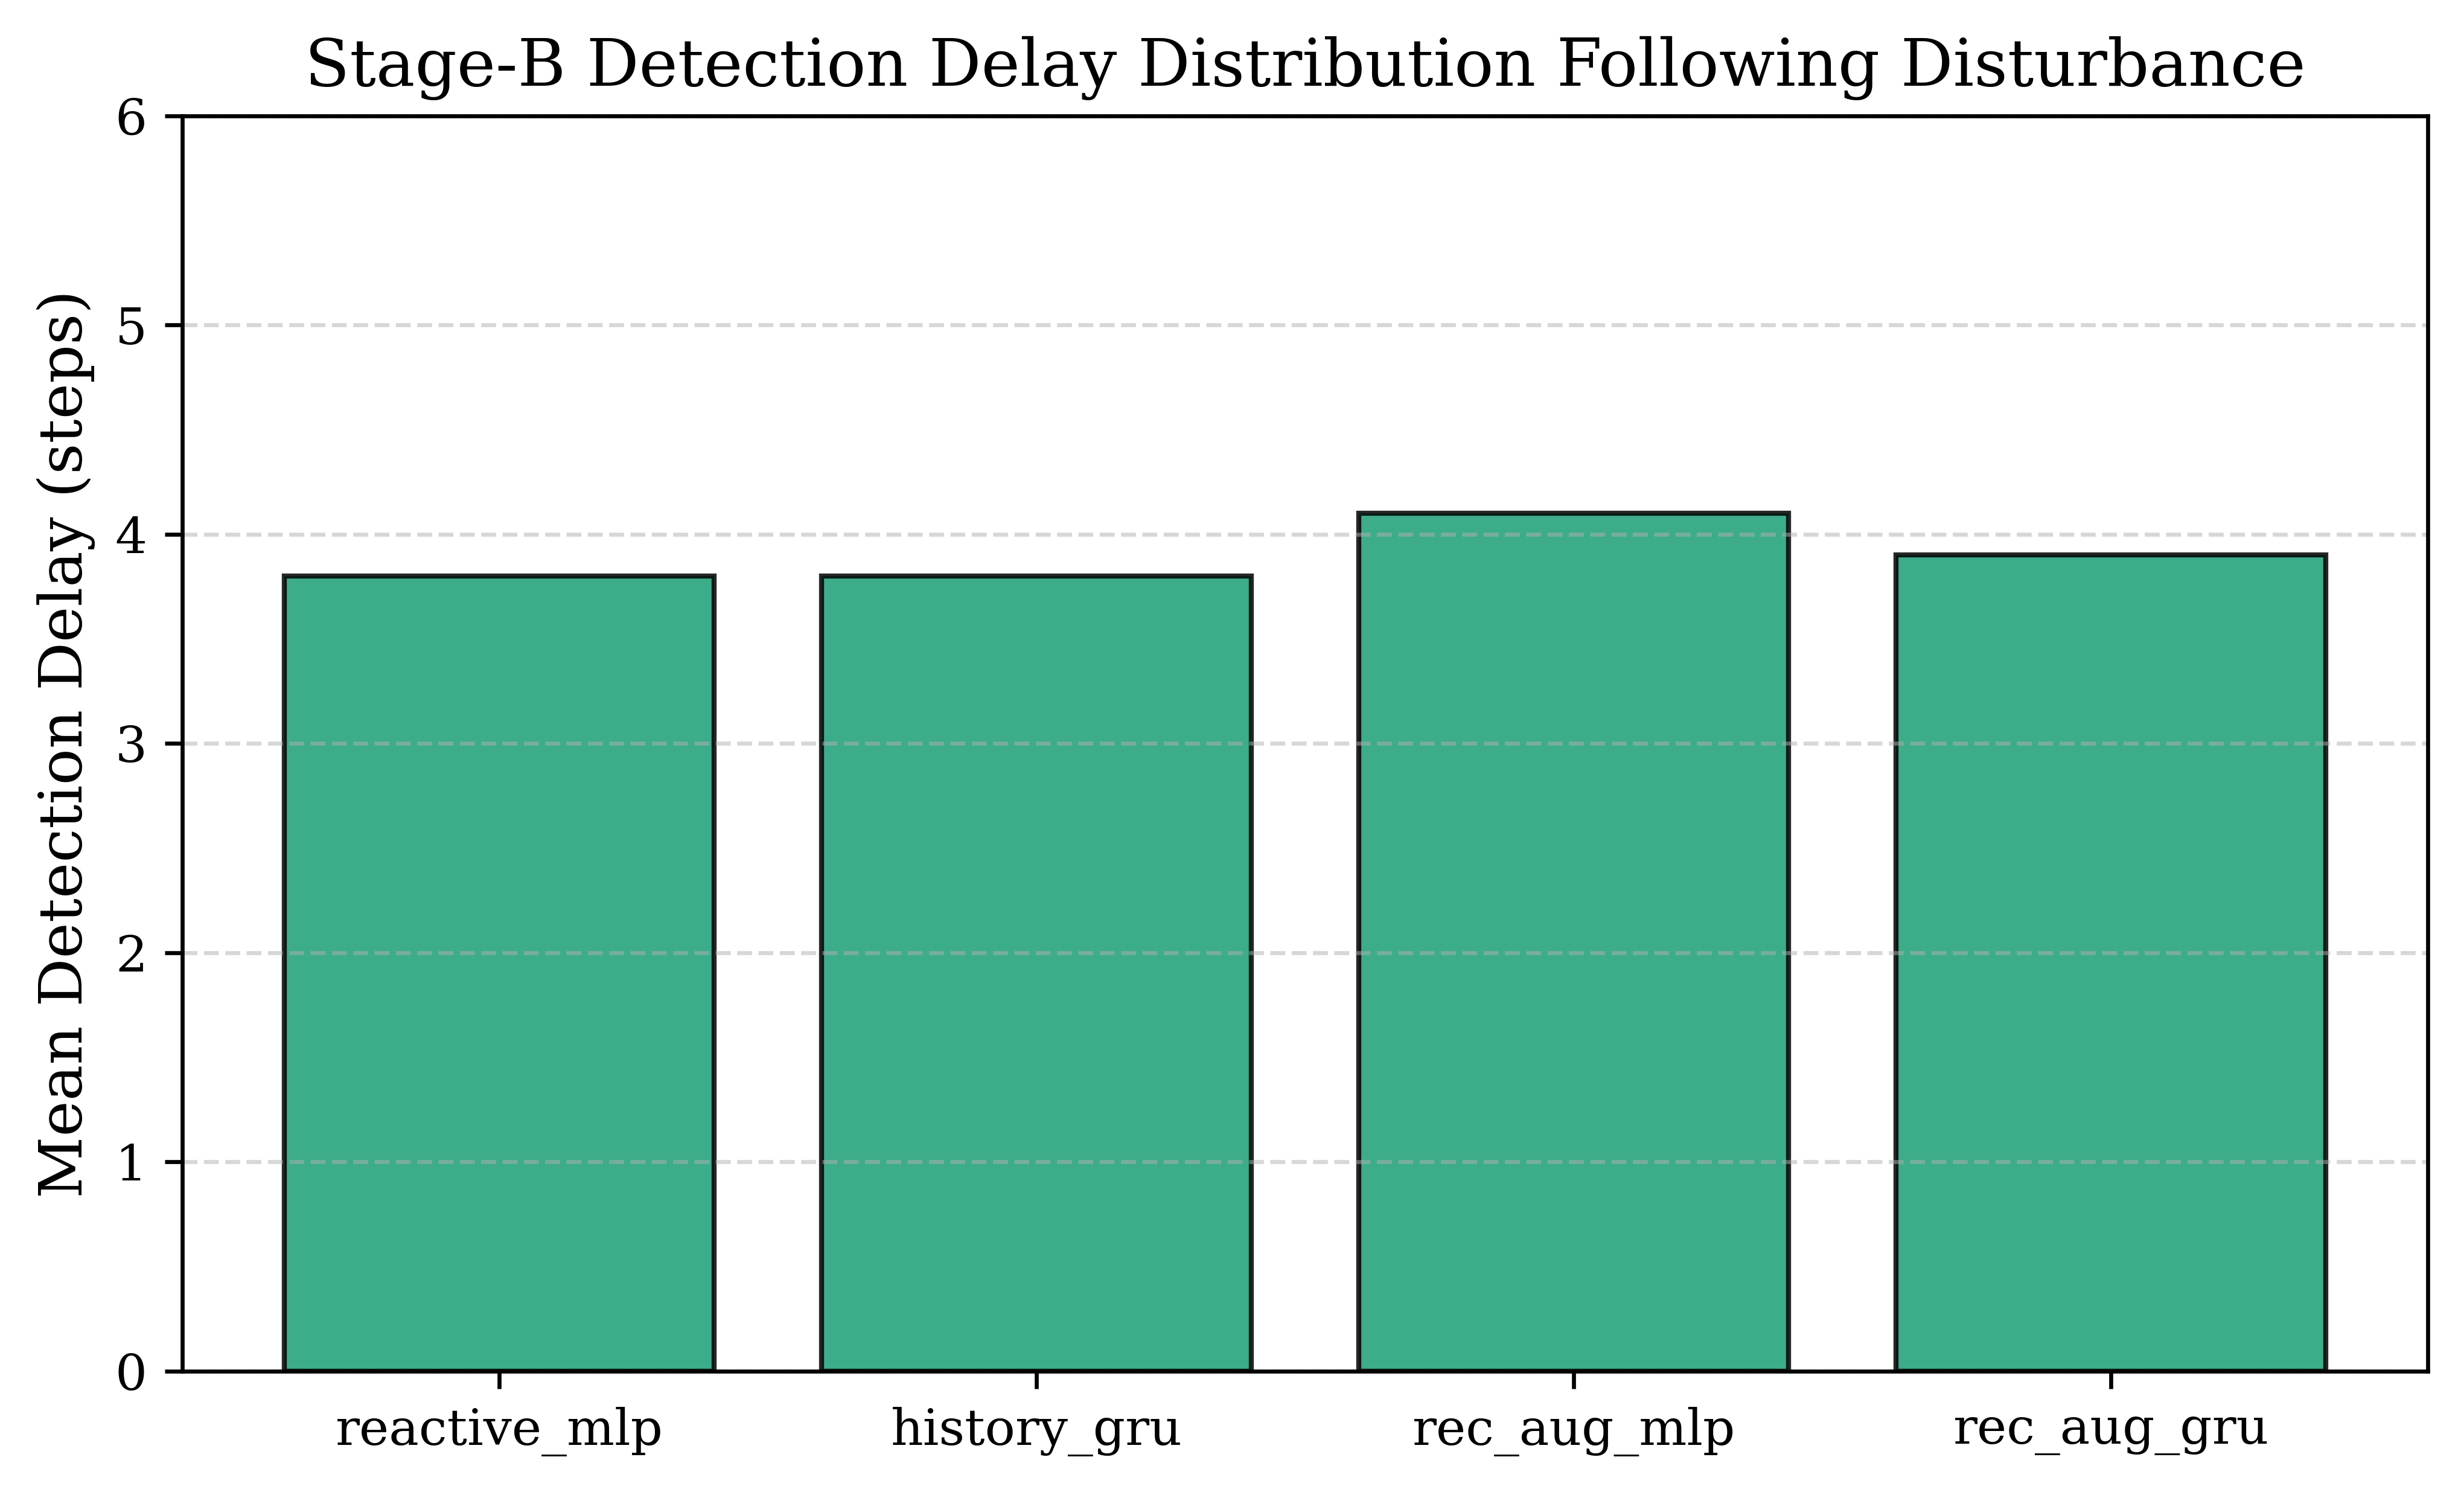 Stage-B Detection Delay Distribution Following Disturbance
Mean Detection Delay (steps)
6
5
4
3
2
1
0
reactive_mlp history_gru rec_aug_mlp rec_aug_gru